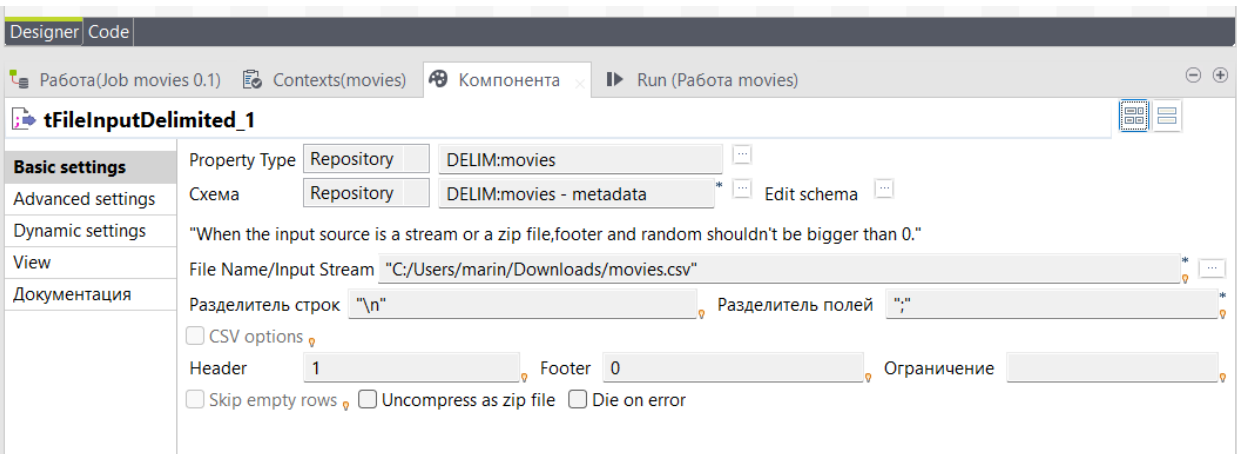 Designer Code
Работа(Job movies 0.1) Contexts(movies) Компонента Run (Работа movies)
tFileInputDelimited_1
Basic settings
Advanced settings
Dynamic settings
View
Документация
Property Type Repository DELIM:movies ...
Схема Repository DELIM:movies - metadata * ... Edit schema ...
"When the input source is a stream or a zip file,footer and random shouldn't be bigger than 0."
File Name/Input Stream "C:/Users/marin/Downloads/movies.csv" * ...
Разделитель строк "\n" Разделитель полей ";" *
CSV options
Header 1 Footer 0 Ограничение
Skip empty rows Uncompress as zip file Die on error